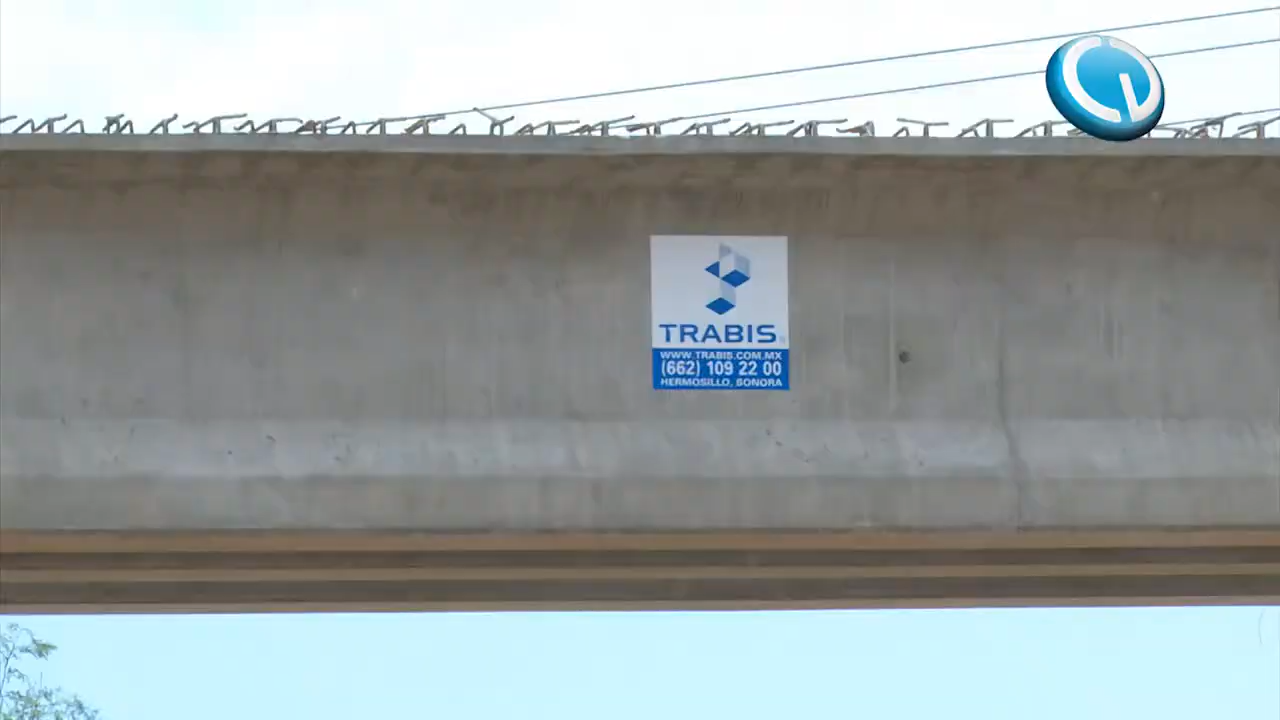 TRABIS
WWW.TRABIS.COM.MX
(662) 109 22 00
HERMOSILLO, SONORA